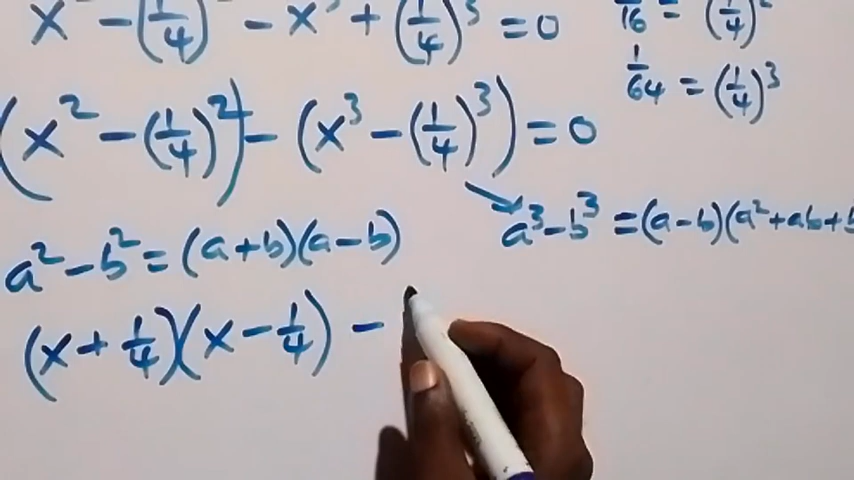 x² - (1/4)² - x³ + (1/4)³ = 0
1/16 = (1/4)²
1/64 = (1/4)³
(x² - (1/4)²) - (x³ - (1/4)³) = 0
a³ - b³ = (a - b)(a² + ab + b
a² - b² = (a + b)(a - b)
(x + 1/4)(x - 1/4) -